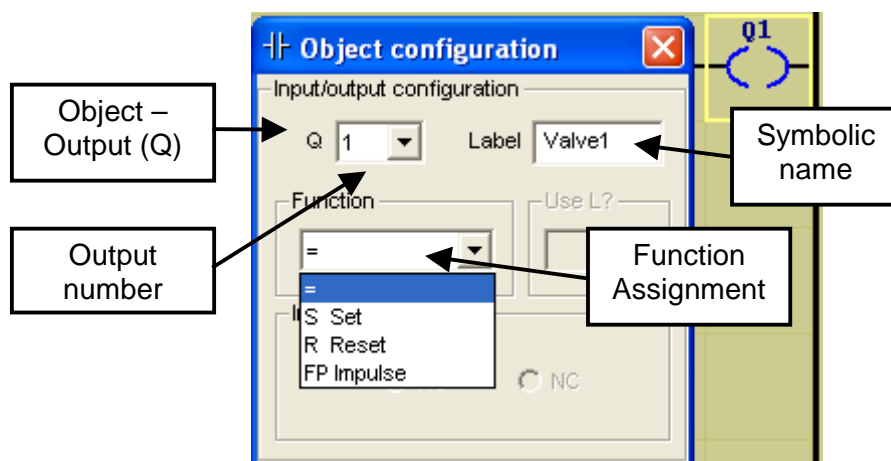 Object configuration
Q1
Input/output configuration
Object –
Output (Q)
Q 1 Label Valve1
Symbolic
name
Function
Use L?
Output
number
=
Function
Assignment
=
S Set
R Reset
FP Impulse
NC